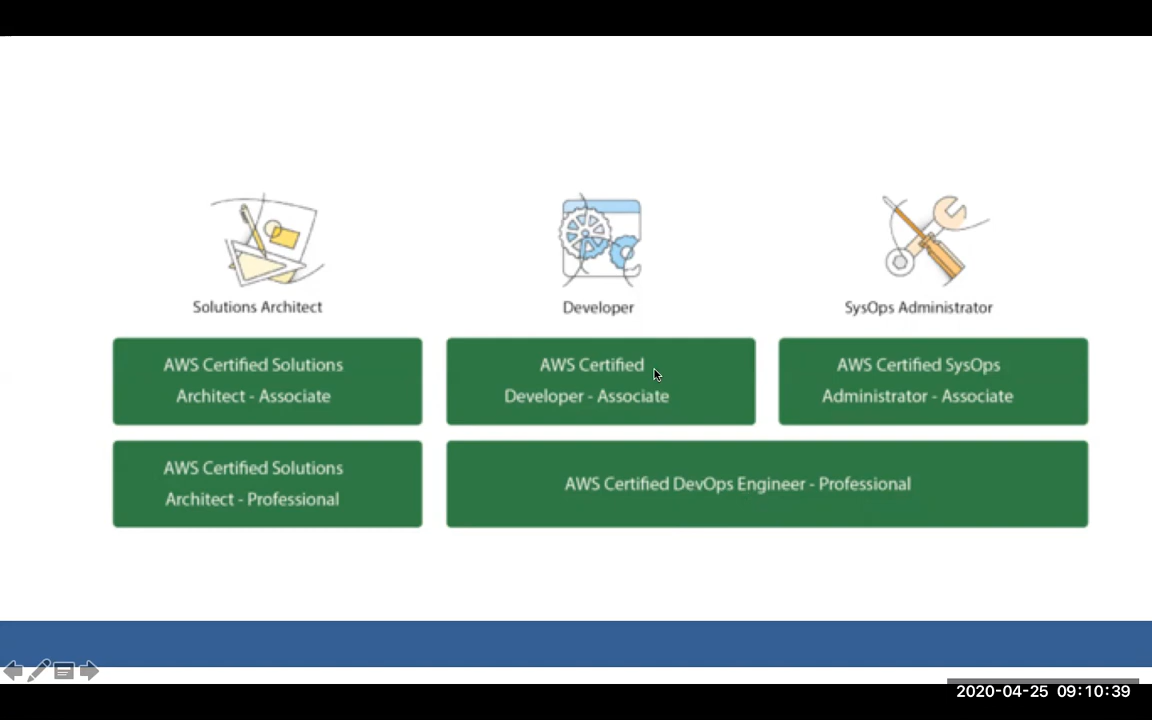 Solutions Architect
Developer
SysOps Administrator
AWS Certified Solutions
Architect - Associate
AWS Certified
Developer - Associate
AWS Certified SysOps
Administrator - Associate
AWS Certified Solutions
Architect - Professional
AWS Certified DevOps Engineer - Professional
2020-04-25 09:10:39